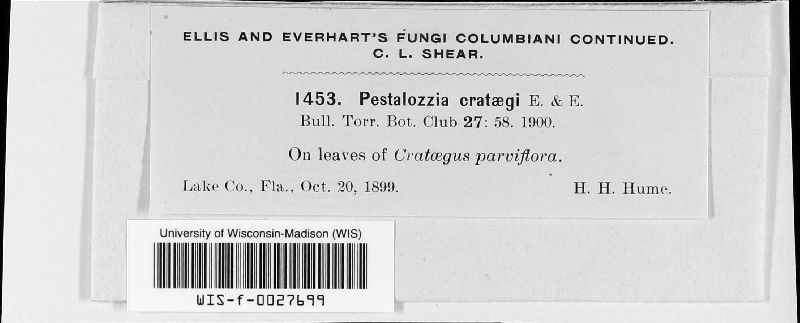 ELLIS AND EVERHART'S FUNGI COLUMBIANI CONTINUED.
C. L. SHEAR.
1453. Pestalozzia cratægi E. & E.
Bull. Torr. Bot. Club 27: 58. 1900.
On leaves of Cratægus parviflora.
Lake Co., Fla., Oct. 20, 1899. H. H. Hume.
University of Wisconsin-Madison (WIS)
WIS-f-0027699